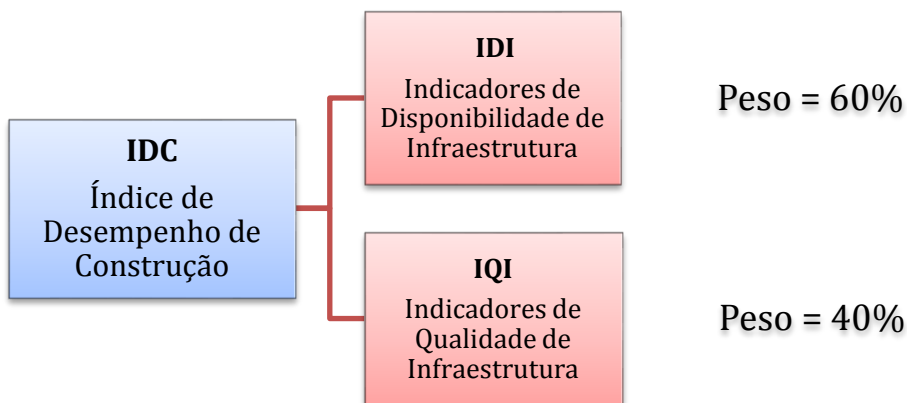 IDC
Índice de
Desempenho de
Construção
IDI
Indicadores de
Disponibilidade de
Infraestrutura
Peso = 60%
IQI
Indicadores de
Qualidade de
Infraestrutura
Peso = 40%